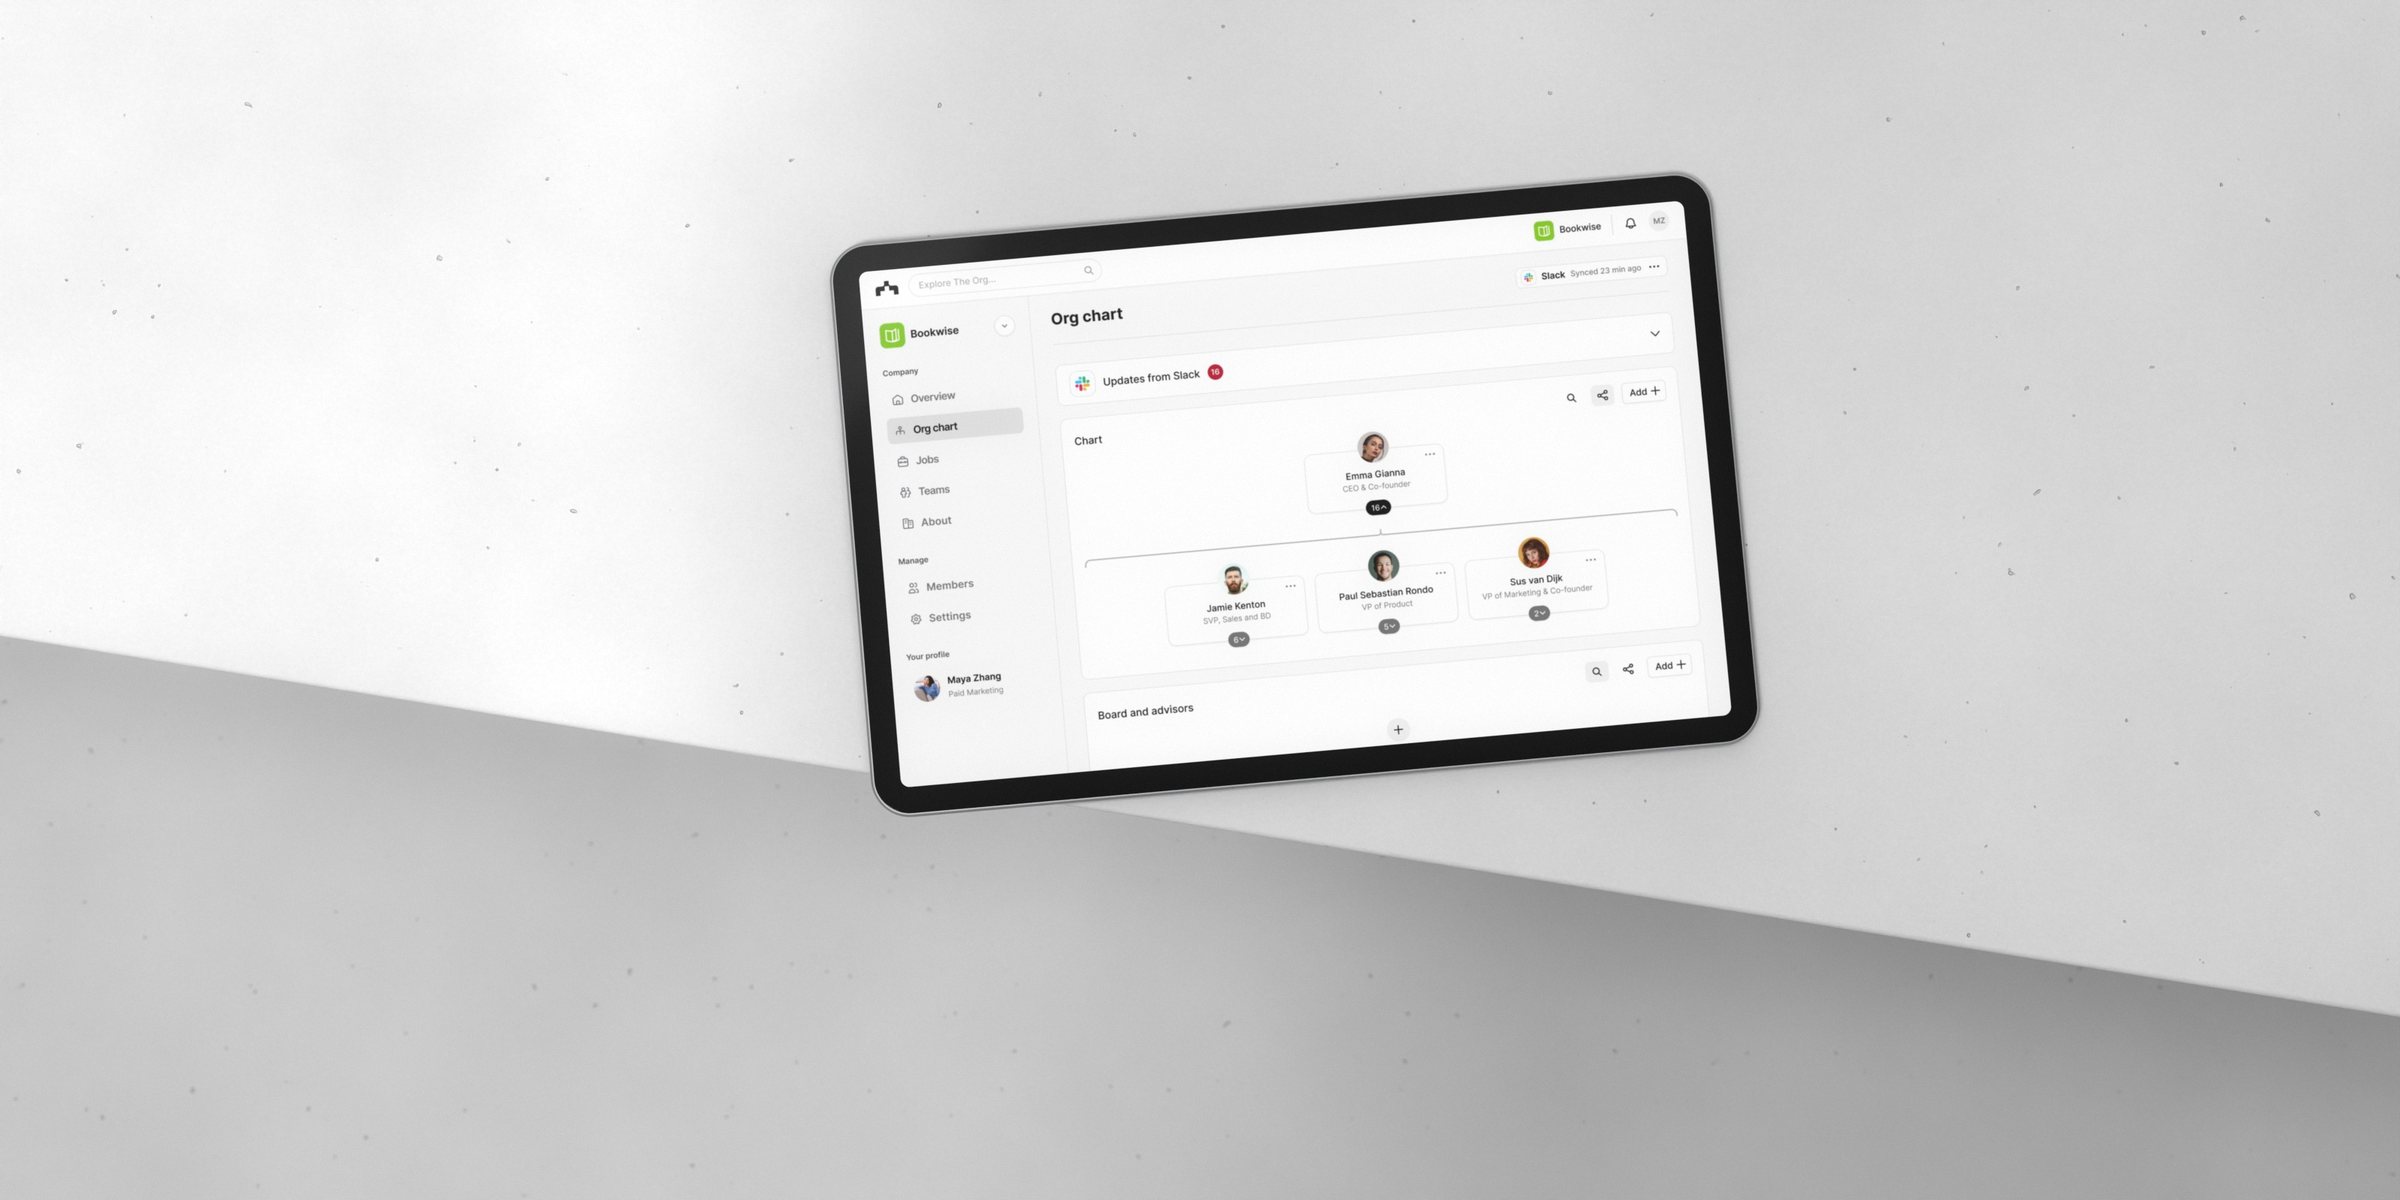 Bookwise
MZ
Explore The Org...
Slack Synced 23 min ago
Bookwise
Org chart
Company
Updates from Slack 16
Overview
Org chart
Jobs
Teams
About
Manage
Members
Settings
Your profile
Maya Zhang
Paid Marketing
Add
Chart
Emma Gianna
CEO & Co-founder
16
Jamie Kenton
SVP, Sales and BD
6
Paul Sebastian Rondo
VP of Product
5
Sus van Dijk
VP of Marketing & Co-founder
2
Add
Board and advisors